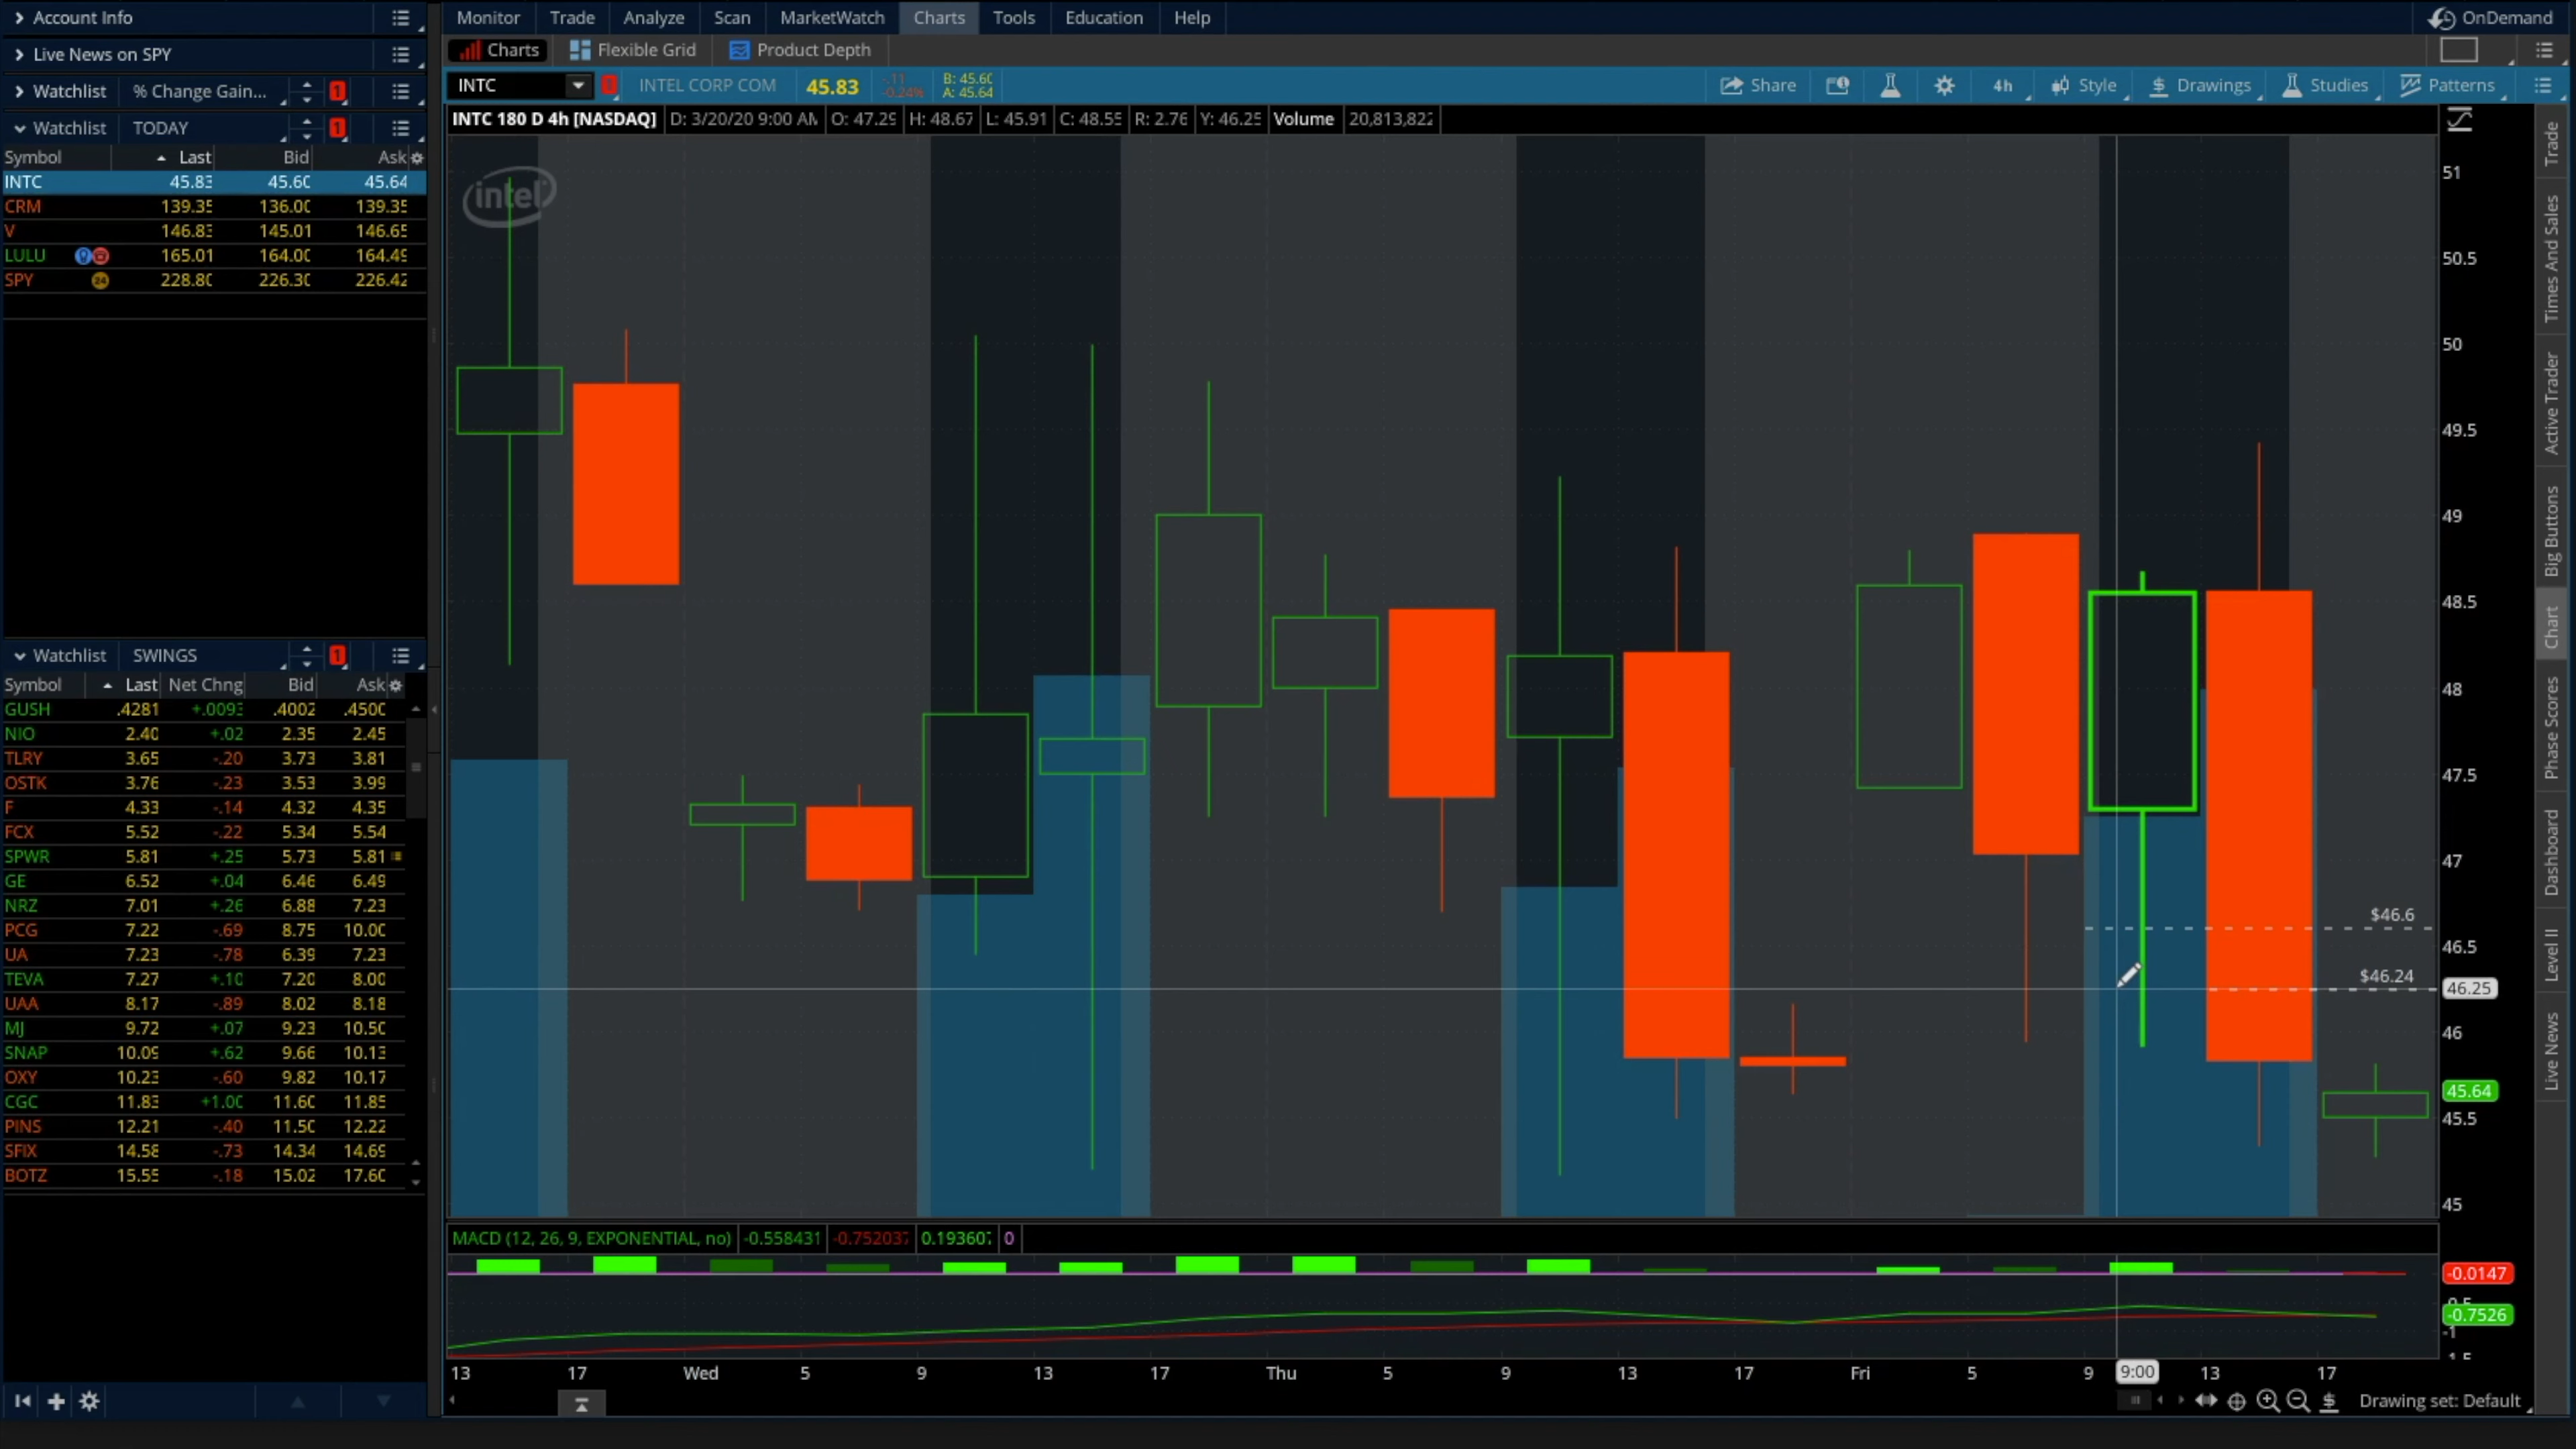 Account Info
Live News on SPY
Watchlist % Change Gain... 1
Watchlist TODAY 1
Symbol Last Bid Ask
INTC 45.83 45.60 45.64
CRM 139.35 136.00 139.35
V 146.83 145.01 146.65
LULU 165.01 164.00 164.49
SPY 228.80 226.30 226.42
Watchlist SWINGS 1
Symbol Last Net Chng Bid Ask
GUSH .4281 +.0093 .4002 .4500
NIO 2.40 +.02 2.35 2.45
TLRY 3.65 -.20 3.73 3.81
OSTK 3.76 -.23 3.53 3.99
F 4.33 -.14 4.32 4.35
FCX 5.52 -.22 5.34 5.54
SPWR 5.81 +.25 5.73 5.81
GE 6.52 +.04 6.46 6.49
NRZ 7.01 +.26 6.88 7.23
PCG 7.22 -.69 8.75 10.00
UA 7.23 -.78 6.39 7.23
TEVA 7.27 +.10 7.20 8.00
UAA 8.17 -.89 8.02 8.18
MJ 9.72 +.07 9.23 10.50
SNAP 10.09 +.62 9.66 10.13
OXY 10.23 -.60 9.82 10.17
CGC 11.83 +1.00 11.60 11.85
PINS 12.21 -.40 11.50 12.22
SFIX 14.58 -.73 14.34 14.69
BOTZ 15.55 -.18 15.02 17.60
Monitor Trade Analyze Scan MarketWatch Charts Tools Education Help OnDemand
Charts Flexible Grid Product Depth
INTC 1 INTEL CORP COM 45.83 -.11 -0.24% B: 45.60 A: 45.64 Share 4h Style Drawings Studies Patterns
INTC 180 D 4h [NASDAQ] D: 3/20/20 9:00 AM O: 47.29 H: 48.67 L: 45.91 C: 48.55 R: 2.76 Y: 46.25 Volume 20,813,822
intel
51
50.5
50
49.5
49
48.5
48
47.5
47
$46.6
46.5
$46.24
46.25
46
45.64
45.5
45
MACD (12, 26, 9, EXPONENTIAL, no) -0.558431 -0.752037 0.193607 0
-0.0147
-0.7526
-1
13 17 Wed 5 9 13 17 Thu 5 9 13 17 Fri 5 9 9:00 13 17
Drawing set: Default
Trade
Times And Sales
Active Trader
Big Buttons
Chart
Phase Scores
Dashboard
Level II
Live News